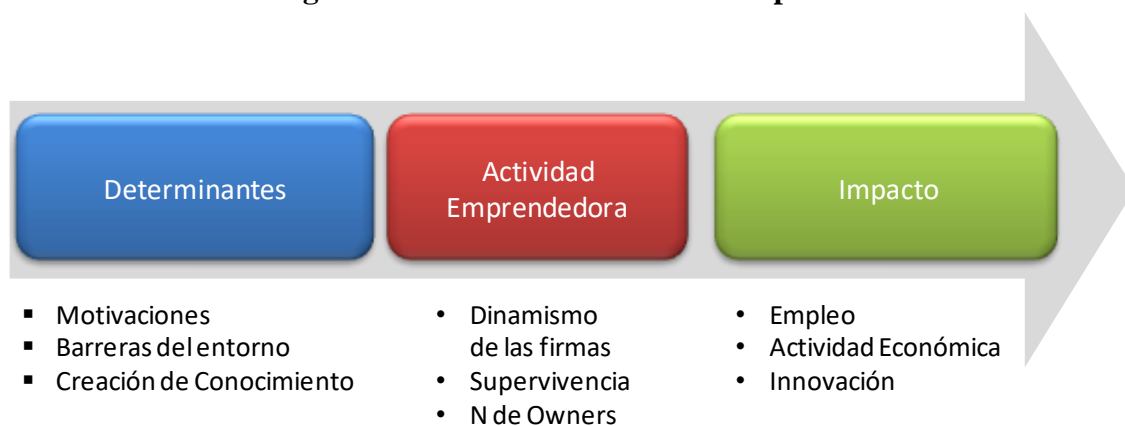 Determinantes
Actividad
Emprendedora
Impacto
▪ Motivaciones
▪ Barreras del entorno
▪ Creación de Conocimiento
• Dinamismo
de las firmas
• Supervivencia
• N de Owners
• Empleo
• Actividad Económica
• Innovación